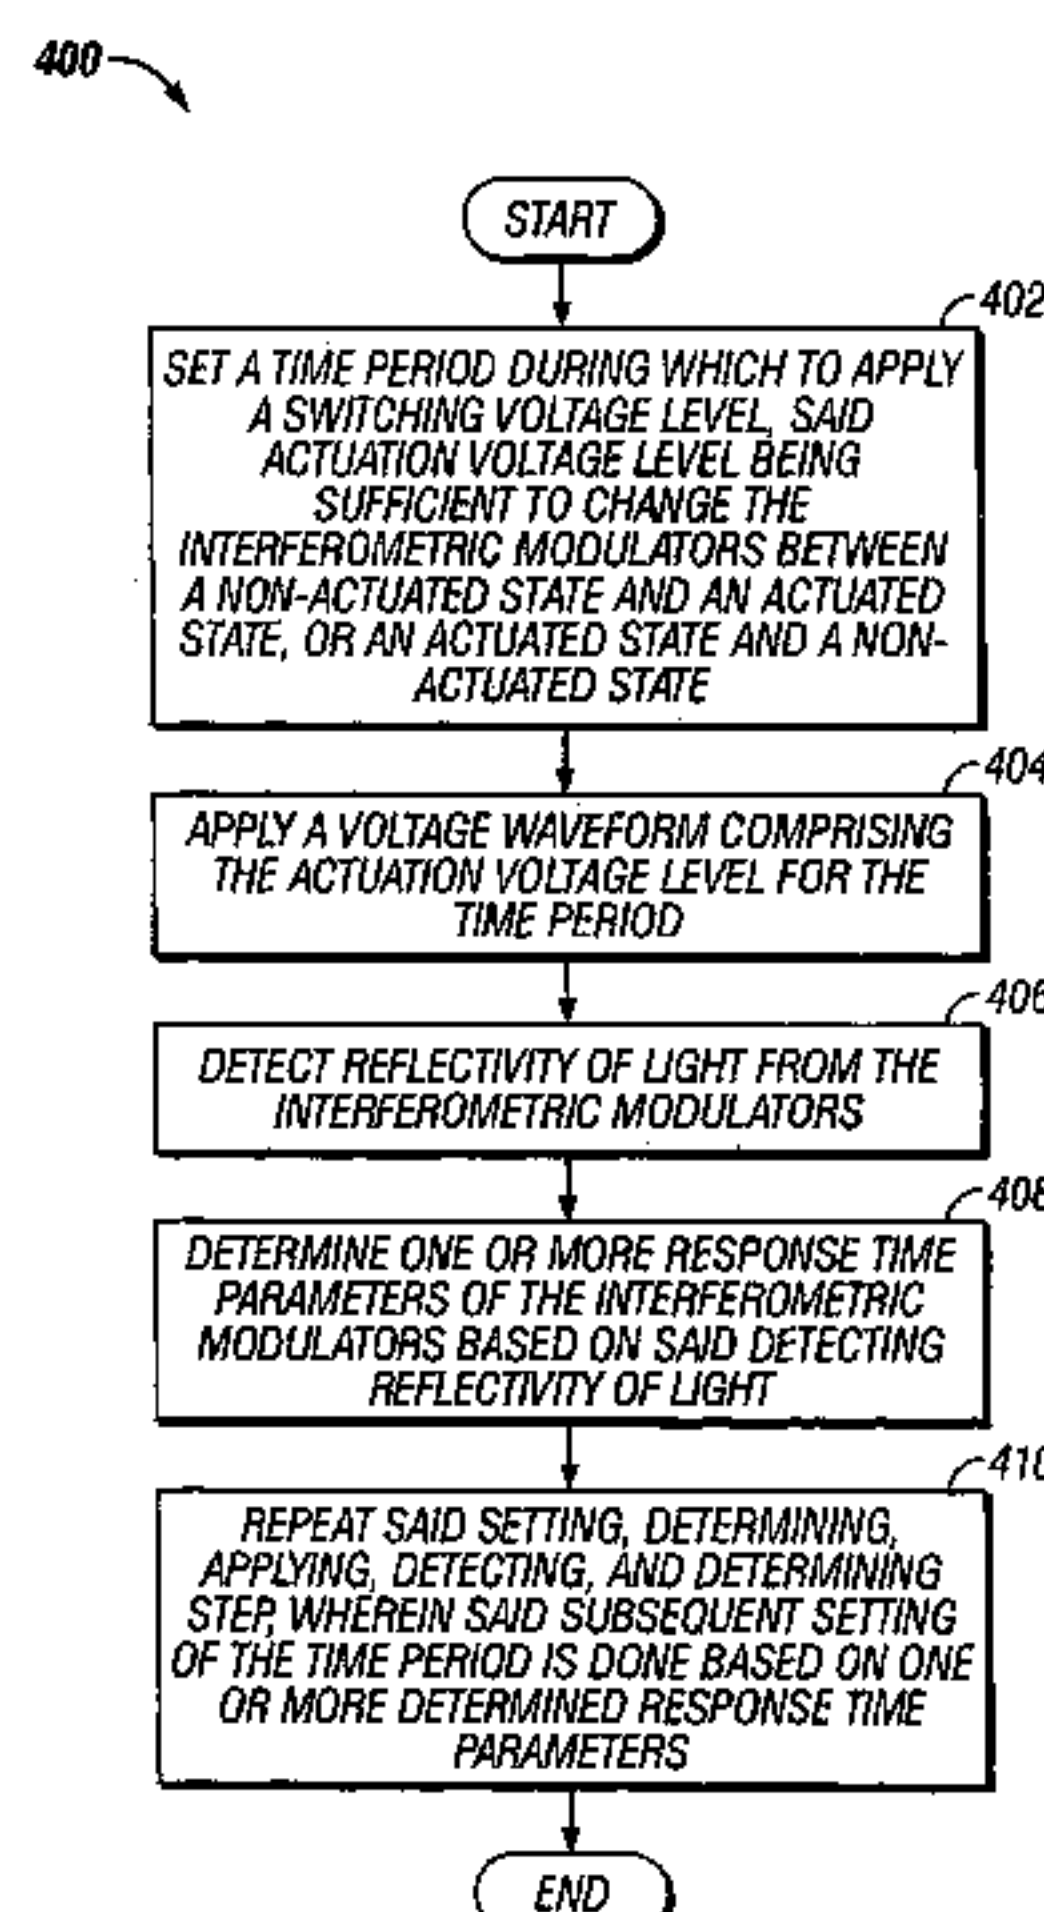 400
START
402
SET A TIME PERIOD DURING WHICH TO APPLY
A SWITCHING VOLTAGE LEVEL, SAID
ACTUATION VOLTAGE LEVEL BEING
SUFFICIENT TO CHANGE THE
INTERFEROMETRIC MODULATORS BETWEEN
A NON-ACTUATED STATE AND AN ACTUATED
STATE, OR AN ACTUATED STATE AND A NON-
ACTUATED STATE
404
APPLY A VOLTAGE WAVEFORM COMPRISING
THE ACTUATION VOLTAGE LEVEL FOR THE
TIME PERIOD
406
DETECT REFLECTIVITY OF LIGHT FROM THE
INTERFEROMETRIC MODULATORS
408
DETERMINE ONE OR MORE RESPONSE TIME
PARAMETERS OF THE INTERFEROMETRIC
MODULATORS BASED ON SAID DETECTING
REFLECTIVITY OF LIGHT
410
REPEAT SAID SETTING, DETERMINING,
APPLYING, DETECTING, AND DETERMINING
STEP, WHEREIN SAID SUBSEQUENT SETTING
OF THE TIME PERIOD IS DONE BASED ON ONE
OR MORE DETERMINED RESPONSE TIME
PARAMETERS
END